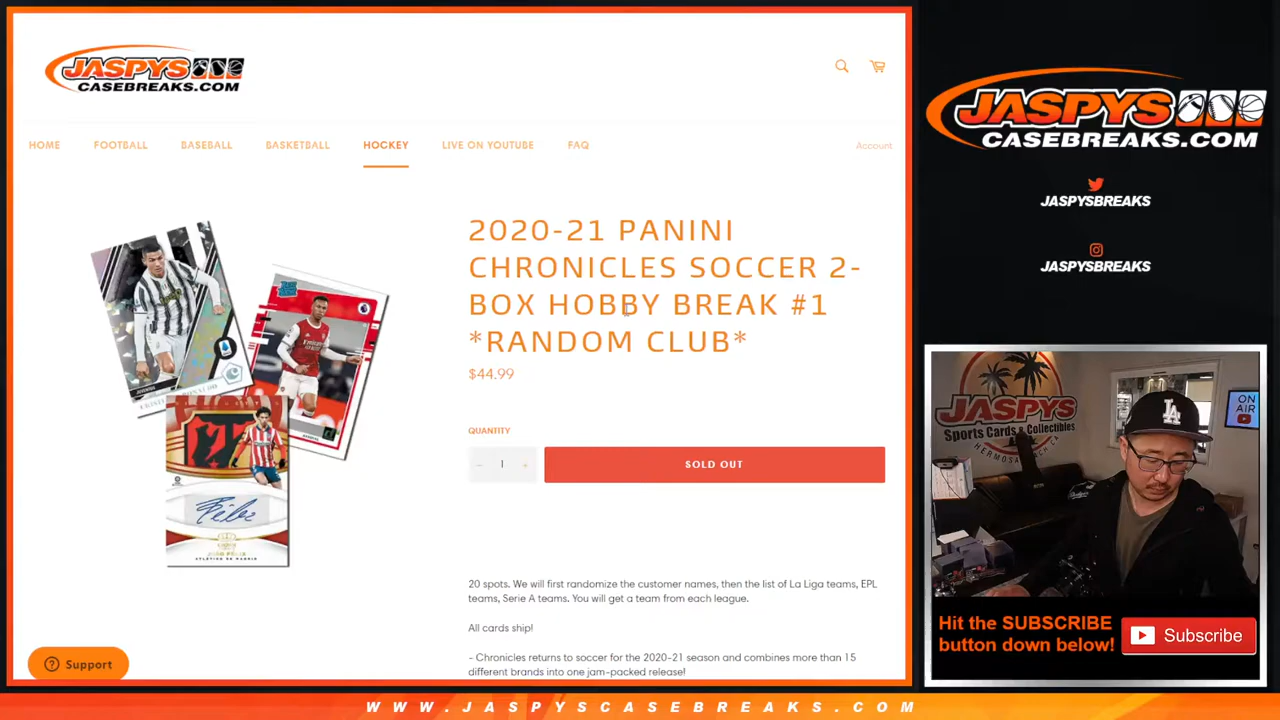 JASPYS
CASEBREAKS.COM
HOME FOOTBALL BASEBALL BASKETBALL HOCKEY LIVE ON YOUTUBE FAQ Account
2020-21 PANINI
CHRONICLES SOCCER 2-
BOX HOBBY BREAK #1
*RANDOM CLUB*
$44.99
QUANTITY
− 1 +
SOLD OUT
20 spots. We will first randomize the customer names, then the list of La Liga teams, EPL
teams, Serie A teams. You will get a team from each league.
All cards ship!
- Chronicles returns to soccer for the 2020-21 season and combines more than 15
different brands into one jam-packed release!
Support
JASPYS
CASEBREAKS.COM
JASPYSBREAKS
JASPYSBREAKS
JASPYS
Sports Cards & Collectibles
HERMOSA BEACH CA
LA
ON
AIR
Hit the SUBSCRIBE
button down below!
Subscribe
WWW.JASPYSCASEBREAKS.COM